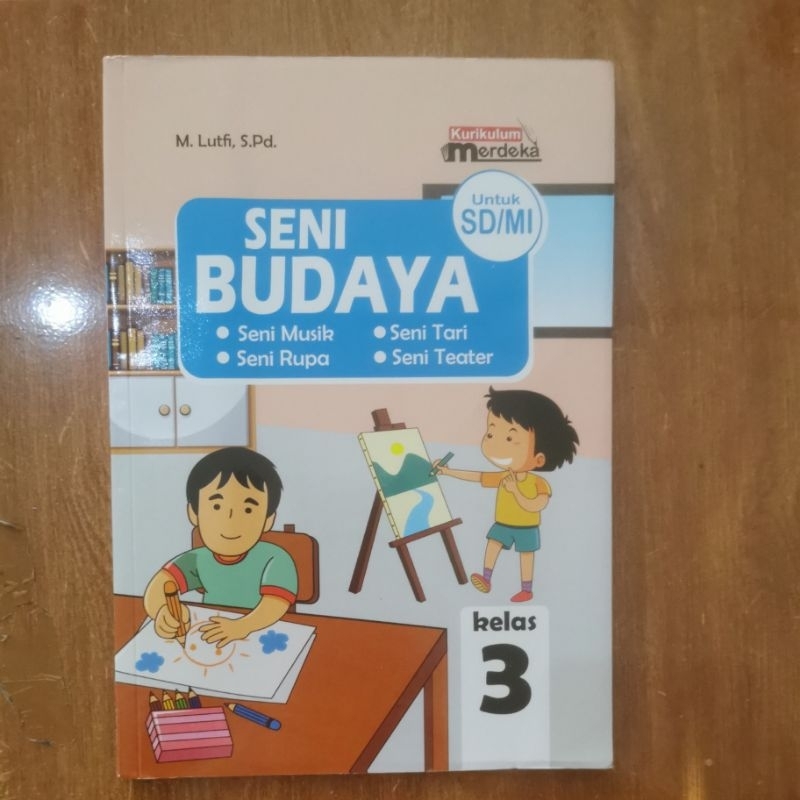 M. Lutfi, S.Pd.
Kurikulum
merdeka
Untuk
SD/MI
SENI
BUDAYA
• Seni Musik
• Seni Tari
• Seni Rupa
• Seni Teater
kelas
3